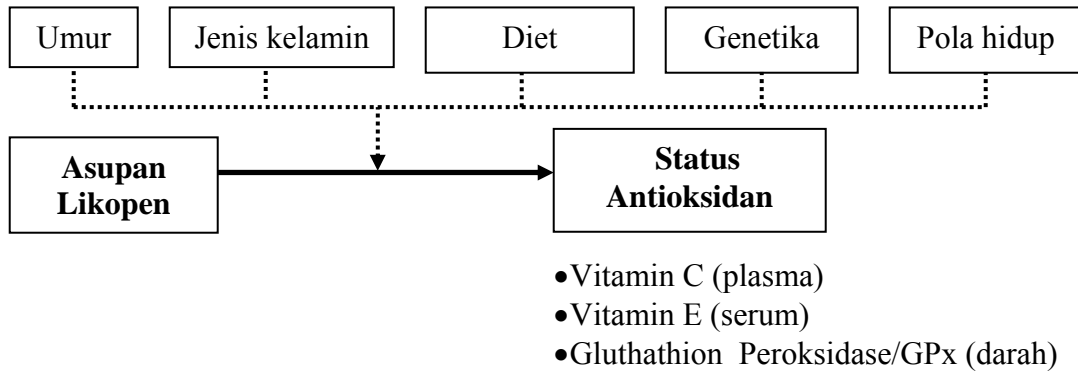 Umur
Jenis kelamin
Diet
Genetika
Pola hidup
Asupan
Likopen
Status
Antioksidan
•Vitamin C (plasma)
•Vitamin E (serum)
•Gluthathion Peroksidase/GPx (darah)